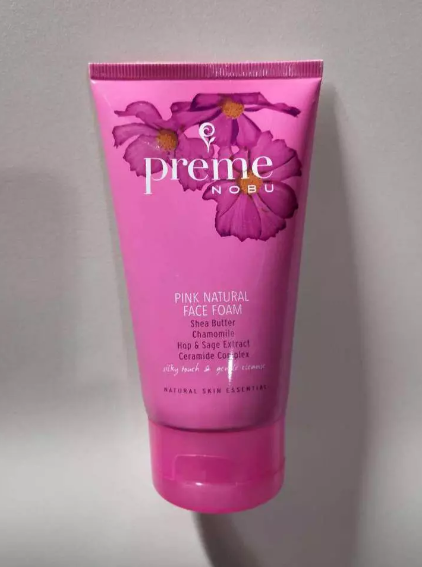 preme
NOBU
PINK NATURAL
FACE FOAM
Shea Butter
Chamomile
Hop & Sage Extract
Ceramide Complex
silky touch & gentle cleanse
NATURAL SKIN ESSENTIAL